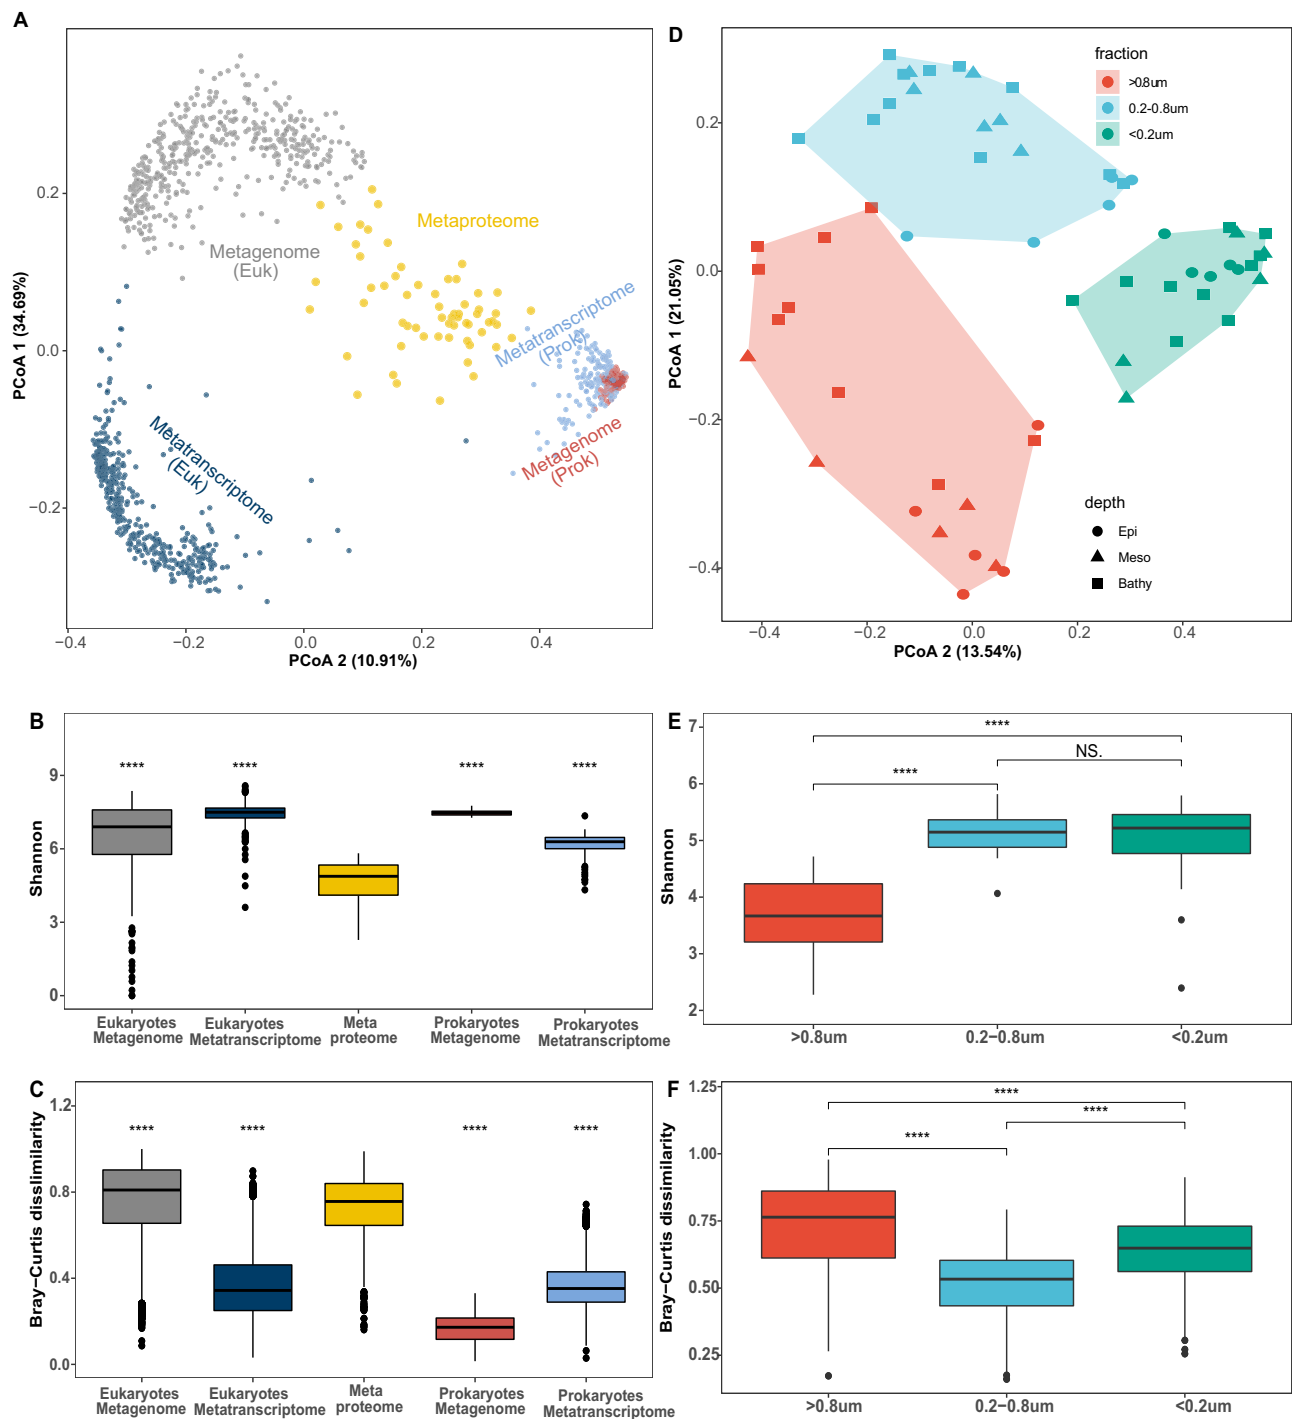 A
0.2
0.0
−0.2
PCoA 1 (34.69%)
Metagenome
(Euk)
Metaproteome
Metatranscriptome
(Prok)
Metagenome
(Prok)
Metatranscriptome
(Euk)
−0.4
−0.2
0.0
0.2
0.4
PCoA 2 (10.91%)
D
0.2
0.0
−0.2
−0.4
PCoA 1 (21.05%)
fraction
>0.8um
0.2-0.8um
<0.2um
depth
Epi
Meso
Bathy
−0.4
−0.2
0.0
0.2
0.4
PCoA 2 (13.54%)
B
9
6
3
0
Shannon
****
****
****
****
Eukaryotes
Metagenome
Eukaryotes
Metatranscriptome
Meta
proteome
Prokaryotes
Metagenome
Prokaryotes
Metatranscriptome
E
7
6
5
4
3
2
Shannon
****
NS.
****
>0.8um
0.2−0.8um
<0.2um
C
1.2
0.8
0.4
0.0
Bray−Curtis disslimilarity
****
****
****
****
Eukaryotes
Metagenome
Eukaryotes
Metatranscriptome
Meta
proteome
Prokaryotes
Metagenome
Prokaryotes
Metatranscriptome
F
1.25
1.00
0.75
0.50
0.25
Bray−Curtis dissimilarity
****
****
****
>0.8um
0.2−0.8um
<0.2um